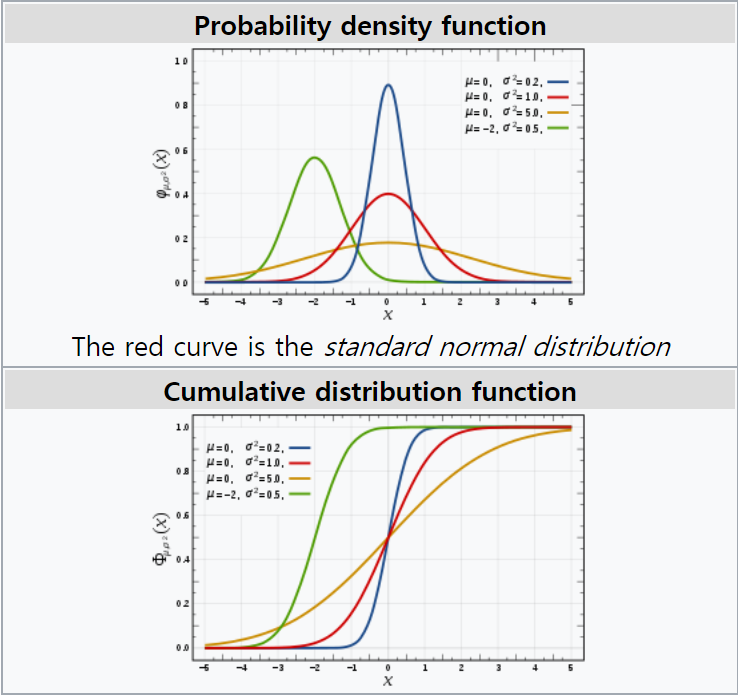 Probability density function
1.0
μ=0, σ²=0.2,
μ=0, σ²=1.0,
μ=0, σ²=5.0,
μ=-2, σ²=0.5,
0.8
0.6
0.4
0.2
0.0
φμ,σ²(x)
-5 -4 -3 -2 -1 0 1 2 3 4 5
x
The red curve is the standard normal distribution
Cumulative distribution function
1.0
μ=0, σ²=0.2,
μ=0, σ²=1.0,
μ=0, σ²=5.0,
μ=-2, σ²=0.5,
0.8
0.6
0.4
0.2
0.0
Φμ,σ²(x)
-5 -4 -3 -2 -1 0 1 2 3 4 5
x